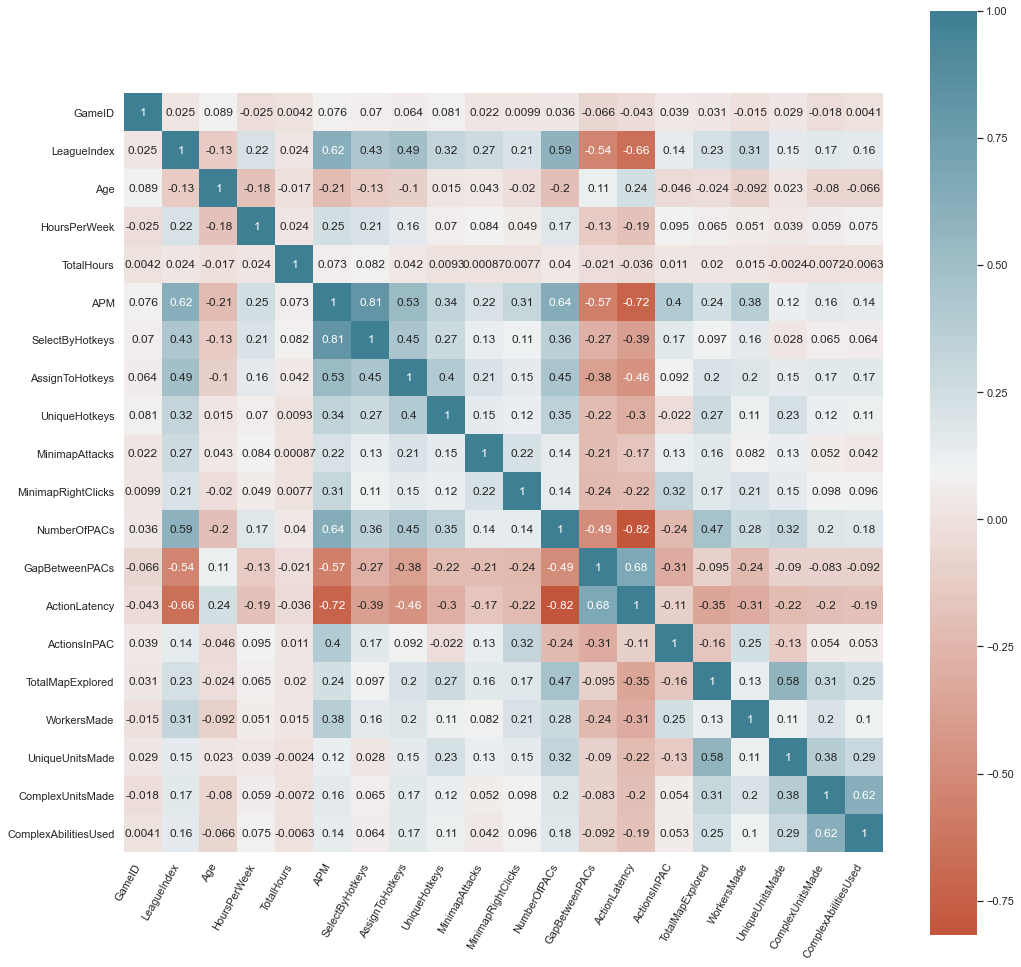 1.00
GameID 1 0.025 0.089 -0.025 0.0042 0.076 0.07 0.064 0.081 0.022 0.0099 0.036 -0.066 -0.043 0.039 0.031 -0.015 0.029 -0.018 0.0041
LeagueIndex 0.025 1 -0.13 0.22 0.024 0.62 0.43 0.49 0.32 0.27 0.21 0.59 -0.54 -0.66 0.14 0.23 0.31 0.15 0.17 0.16
0.75
Age 0.089 -0.13 1 -0.18 -0.017 -0.21 -0.13 -0.1 0.015 0.043 -0.02 -0.2 0.11 0.24 -0.046 -0.024 -0.092 0.023 -0.08 -0.066
HoursPerWeek -0.025 0.22 -0.18 1 0.024 0.25 0.21 0.16 0.07 0.084 0.049 0.17 -0.13 -0.19 0.095 0.065 0.051 0.039 0.059 0.075
TotalHours 0.0042 0.024 -0.017 0.024 1 0.073 0.082 0.042 0.0093 0.00087 0.0077 0.04 -0.021 -0.036 0.011 0.02 0.015 -0.0024 -0.0072 -0.0063
0.50
APM 0.076 0.62 -0.21 0.25 0.073 1 0.81 0.53 0.34 0.22 0.31 0.64 -0.57 -0.72 0.4 0.24 0.38 0.12 0.16 0.14
SelectByHotkeys 0.07 0.43 -0.13 0.21 0.082 0.81 1 0.45 0.27 0.13 0.11 0.36 -0.27 -0.39 0.17 0.097 0.16 0.028 0.065 0.064
AssignToHotkeys 0.064 0.49 -0.1 0.16 0.042 0.53 0.45 1 0.4 0.21 0.15 0.45 -0.38 -0.46 0.092 0.2 0.2 0.15 0.17 0.17
UniqueHotkeys 0.081 0.32 0.015 0.07 0.0093 0.34 0.27 0.4 1 0.15 0.12 0.35 -0.22 -0.3 -0.022 0.27 0.11 0.23 0.12 0.11
0.25
MinimapAttacks 0.022 0.27 0.043 0.084 0.00087 0.22 0.13 0.21 0.15 1 0.22 0.14 -0.21 -0.17 0.13 0.16 0.082 0.13 0.052 0.042
MinimapRightClicks 0.0099 0.21 -0.02 0.049 0.0077 0.31 0.11 0.15 0.12 0.22 1 0.14 -0.24 -0.22 0.32 0.17 0.21 0.15 0.098 0.096
0.00
NumberOfPACs 0.036 0.59 -0.2 0.17 0.04 0.64 0.36 0.45 0.35 0.14 0.14 1 -0.49 -0.82 -0.24 0.47 0.28 0.32 0.2 0.18
GapBetweenPACs -0.066 -0.54 0.11 -0.13 -0.021 -0.57 -0.27 -0.38 -0.22 -0.21 -0.24 -0.49 1 0.68 -0.31 -0.095 -0.24 -0.09 -0.083 -0.092
ActionLatency -0.043 -0.66 0.24 -0.19 -0.036 -0.72 -0.39 -0.46 -0.3 -0.17 -0.22 -0.82 0.68 1 -0.11 -0.35 -0.31 -0.22 -0.2 -0.19
ActionsInPAC 0.039 0.14 -0.046 0.095 0.011 0.4 0.17 0.092 -0.022 0.13 0.32 -0.24 -0.31 -0.11 1 -0.16 0.25 -0.13 0.054 0.053
-0.25
TotalMapExplored 0.031 0.23 -0.024 0.065 0.02 0.24 0.097 0.2 0.27 0.16 0.17 0.47 -0.095 -0.35 -0.16 1 0.13 0.58 0.31 0.25
WorkersMade -0.015 0.31 -0.092 0.051 0.015 0.38 0.16 0.2 0.11 0.082 0.21 0.28 -0.24 -0.31 0.25 0.13 1 0.11 0.2 0.1
UniqueUnitsMade 0.029 0.15 0.023 0.039 -0.0024 0.12 0.028 0.15 0.23 0.13 0.15 0.32 -0.09 -0.22 -0.13 0.58 0.11 1 0.38 0.29
-0.50
ComplexUnitsMade -0.018 0.17 -0.08 0.059 -0.0072 0.16 0.065 0.17 0.12 0.052 0.098 0.2 -0.083 -0.2 0.054 0.31 0.2 0.38 1 0.62
ComplexAbilitiesUsed 0.0041 0.16 -0.066 0.075 -0.0063 0.14 0.064 0.17 0.11 0.042 0.096 0.18 -0.092 -0.19 0.053 0.25 0.1 0.29 0.62 1
-0.75
GameID
LeagueIndex
Age
HoursPerWeek
TotalHours
APM
SelectByHotkeys
AssignToHotkeys
UniqueHotkeys
MinimapAttacks
MinimapRightClicks
NumberOfPACs
GapBetweenPACs
ActionLatency
ActionsInPAC
TotalMapExplored
WorkersMade
UniqueUnitsMade
ComplexUnitsMade
ComplexAbilitiesUsed